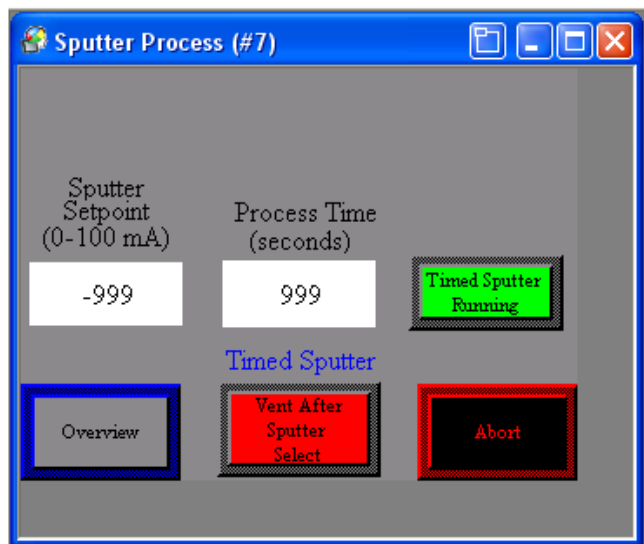 Sputter Process (#7)
Sputter
Setpoint
(0-100 mA)
Process Time
(seconds)
-999
999
Timed Sputter
Running
Timed Sputter
Overview
Vent After
Sputter
Select
Abort